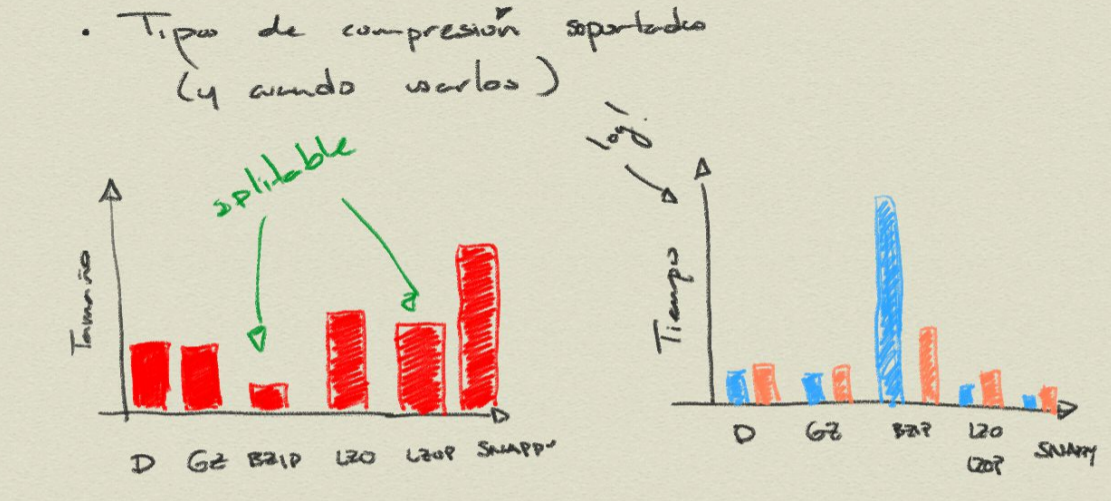 • Tipos de compresión soportados
(y cuando usarlos)
splitable
log!
Tamaño
Tiempo
D GZ BZIP LZO LZOP SNAPPY
D GZ BZIP LZO SNAPPY
LZOP